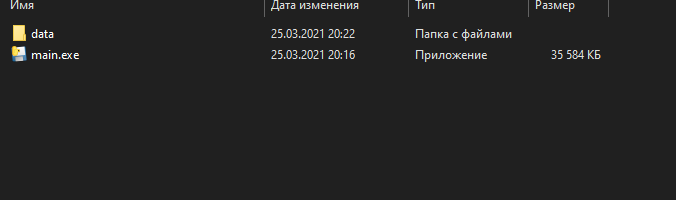 Имя Дата изменения Тип Размер
data 25.03.2021 20:22 Папка с файлами
main.exe 25.03.2021 20:16 Приложение 35 584 КБ